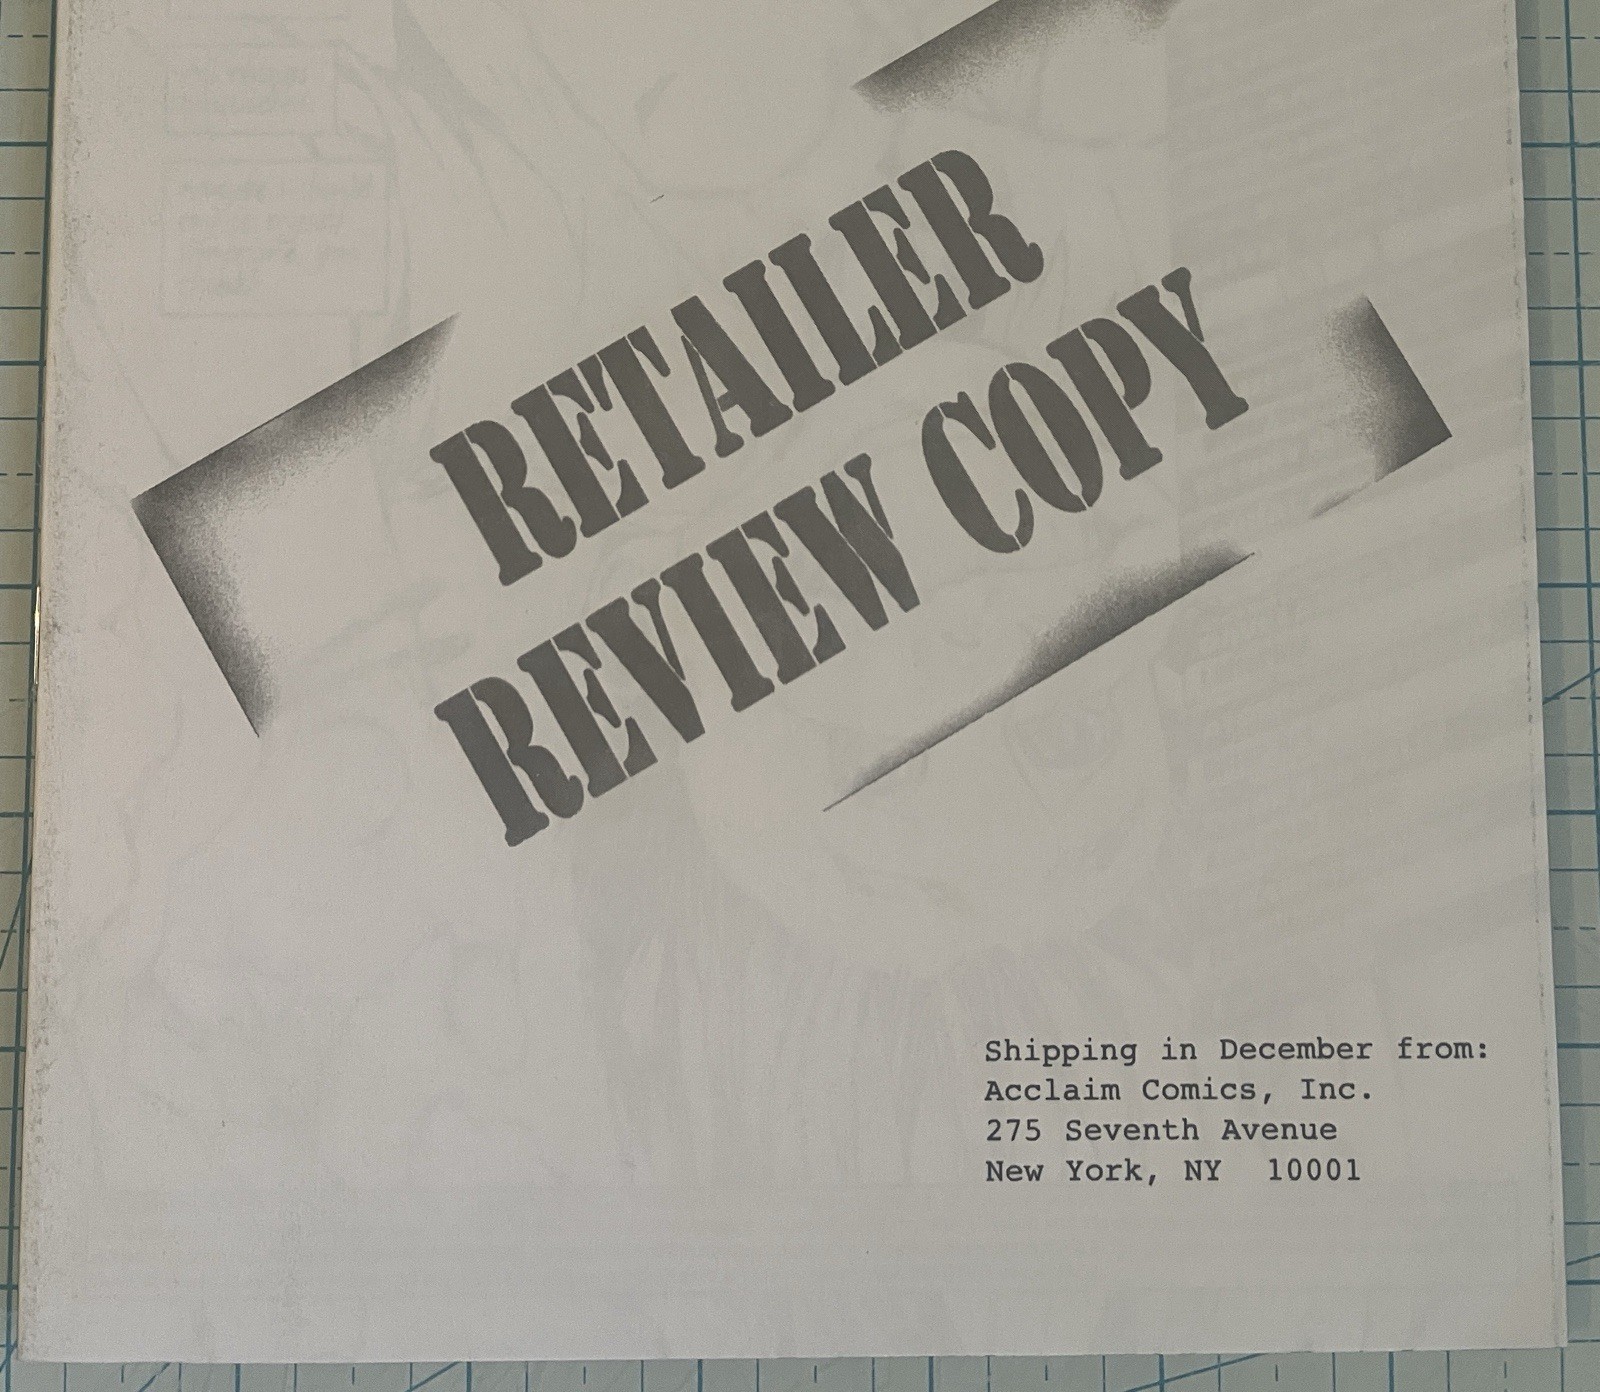 RETAILER
REVIEW COPY
Shipping in December from:
Acclaim Comics, Inc.
275 Seventh Avenue
New York, NY  10001